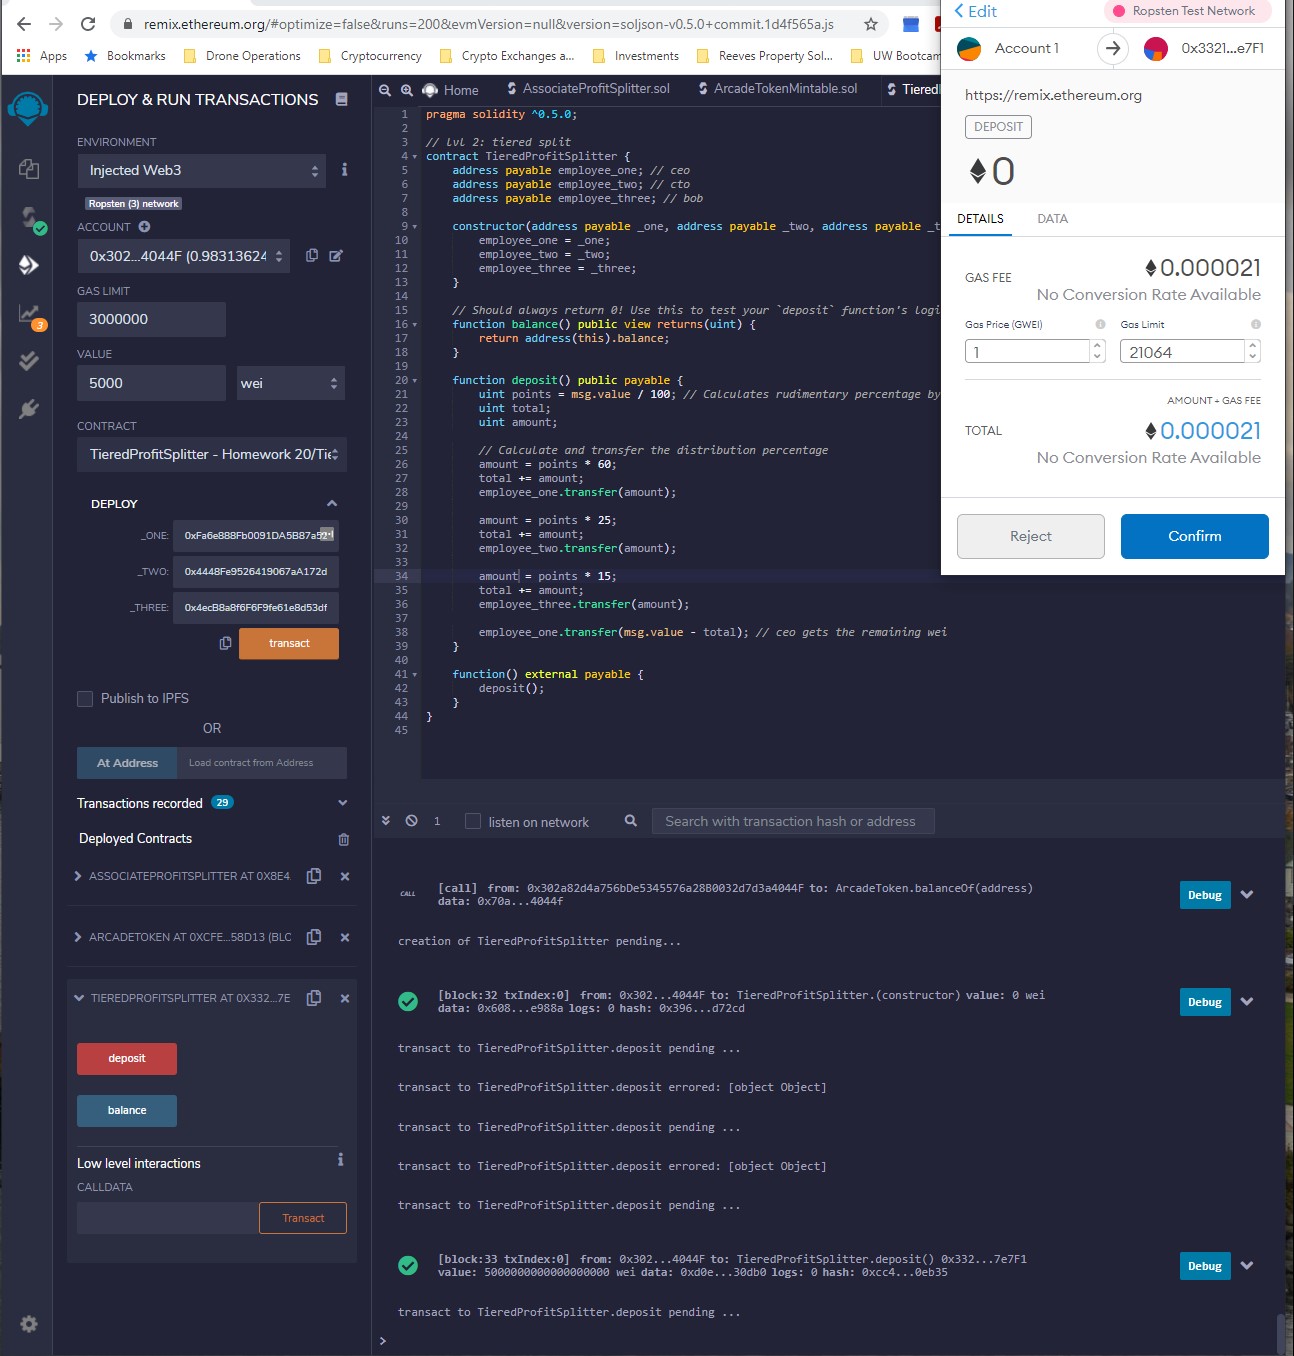 remix.ethereum.org/#optimize=false&runs=200&evmVersion=null&version=soljson-v0.5.0+commit.1d4f565a.js
Apps Bookmarks Drone Operations Cryptocurrency Crypto Exchanges a... Investments Reeves Property Sol... UW Bootcam
DEPLOY & RUN TRANSACTIONS
ENVIRONMENT
Injected Web3
Ropsten (3) network
ACCOUNT
0x302...4044F (0.98313624
GAS LIMIT
3000000
VALUE
5000 wei
CONTRACT
TieredProfitSplitter - Homework 20/Tie
DEPLOY
_ONE: 0xFa6e888Fb0091DA5B87a52
_TWO: 0x4448Fe9526419067aA172d
_THREE: 0x4ecB8a8f6F6F9fe61e8d53df
transact
Publish to IPFS
OR
At Address Load contract from Address
Transactions recorded 29
Deployed Contracts
ASSOCIATEPROFITSPLITTER AT 0X8E4
ARCADETOKEN AT 0XCFE...58D13 (BLC
TIEREDPROFITSPLITTER AT 0X332...7E
deposit
balance
Low level interactions
CALLDATA
Transact
3
Home AssociateProfitSplitter.sol ArcadeTokenMintable.sol Tiered
1 pragma solidity ^0.5.0;
2
3 // lvl 2: tiered split
4 contract TieredProfitSplitter {
5 address payable employee_one; // ceo
6 address payable employee_two; // cto
7 address payable employee_three; // bob
8
9 constructor(address payable _one, address payable _two, address payable _t
10 employee_one = _one;
11 employee_two = _two;
12 employee_three = _three;
13 }
14
15 // Should always return 0! Use this to test your `deposit` function's logi
16 function balance() public view returns(uint) {
17 return address(this).balance;
18 }
19
20 function deposit() public payable {
21 uint points = msg.value / 100; // Calculates rudimentary percentage by
22 uint total;
23 uint amount;
24
25 // Calculate and transfer the distribution percentage
26 amount = points * 60;
27 total += amount;
28 employee_one.transfer(amount);
29
30 amount = points * 25;
31 total += amount;
32 employee_two.transfer(amount);
33
34 amount = points * 15;
35 total += amount;
36 employee_three.transfer(amount);
37
38 employee_one.transfer(msg.value - total); // ceo gets the remaining wei
39 }
40
41 function() external payable {
42 deposit();
43 }
44 }
45
1 listen on network Search with transaction hash or address
CALL [call] from: 0x302a82d4a756bDe5345576a28B0032d7d3a4044F to: ArcadeToken.balanceOf(address)
data: 0x70a...4044f
Debug
creation of TieredProfitSplitter pending...
[block:32 txIndex:0] from: 0x302...4044F to: TieredProfitSplitter.(constructor) value: 0 wei
data: 0x608...e988a logs: 0 hash: 0x396...d72cd
Debug
transact to TieredProfitSplitter.deposit pending ...
transact to TieredProfitSplitter.deposit errored: [object Object]
transact to TieredProfitSplitter.deposit pending ...
transact to TieredProfitSplitter.deposit errored: [object Object]
transact to TieredProfitSplitter.deposit pending ...
[block:33 txIndex:0] from: 0x302...4044F to: TieredProfitSplitter.deposit() 0x332...7e7F1
value: 5000000000000000000 wei data: 0xd0e...30db0 logs: 0 hash: 0xcc4...0eb35
Debug
transact to TieredProfitSplitter.deposit pending ...
>
Edit Ropsten Test Network
Account 1 0x3321...e7F1
https://remix.ethereum.org
DEPOSIT
0
DETAILS DATA
GAS FEE 0.000021
No Conversion Rate Available
Gas Price (GWEI) Gas Limit
1 21064
AMOUNT + GAS FEE
TOTAL 0.000021
No Conversion Rate Available
Reject Confirm